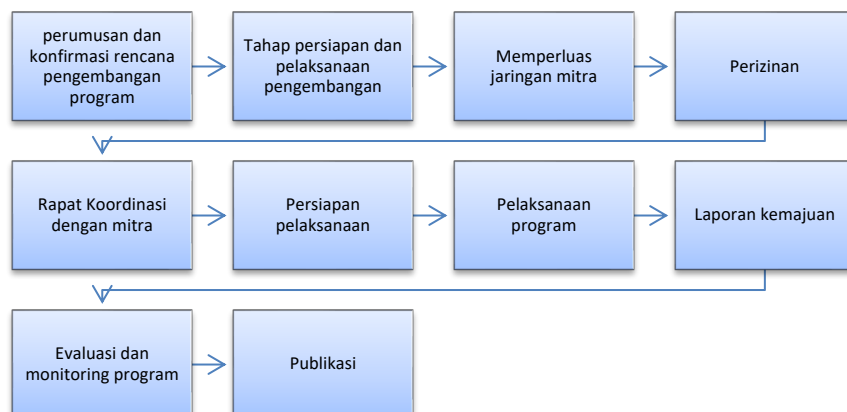 perumusan dan
konfirmasi rencana
pengembangan
program
Tahap persiapan dan
pelaksanaan
pengembangan
Memperluas
jaringan mitra
Perizinan
Rapat Koordinasi
dengan mitra
Persiapan
pelaksanaan
Pelaksanaan
program
Laporan kemajuan
Evaluasi dan
monitoring program
Publikasi